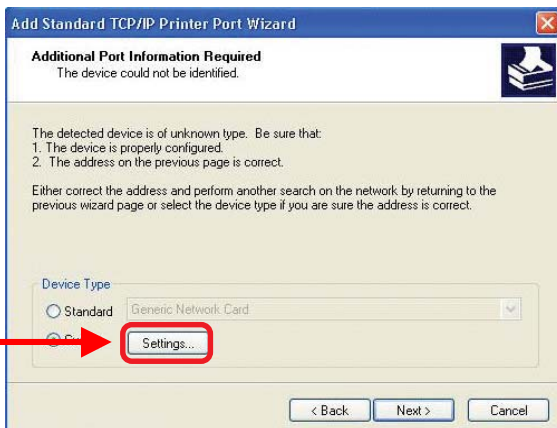 Add Standard TCP/IP Printer Port Wizard
Additional Port Information Required
The device could not be identified.
The detected device is of unknown type. Be sure that:
1. The device is properly configured.
2. The address on the previous page is correct.
Either correct the address and perform another search on the network by returning to the
previous wizard page or select the device type if you are sure the address is correct.
Device Type
Standard Generic Network Card
Settings...
< Back Next > Cancel